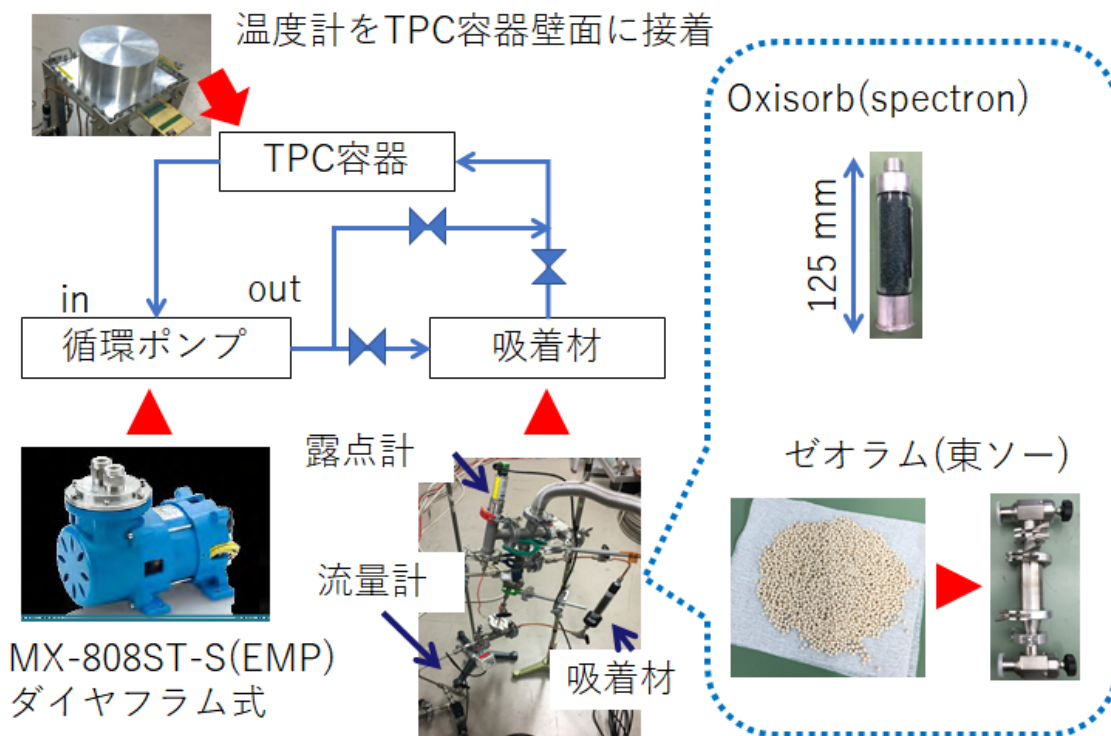 温度計をTPC容器壁面に接着
Oxisorb(spectron)
TPC容器
125 mm
in
out
循環ポンプ
吸着材
露点計
ゼオラム(東ソー)
流量計
吸着材
MX-808ST-S(EMP)
ダイヤフラム式